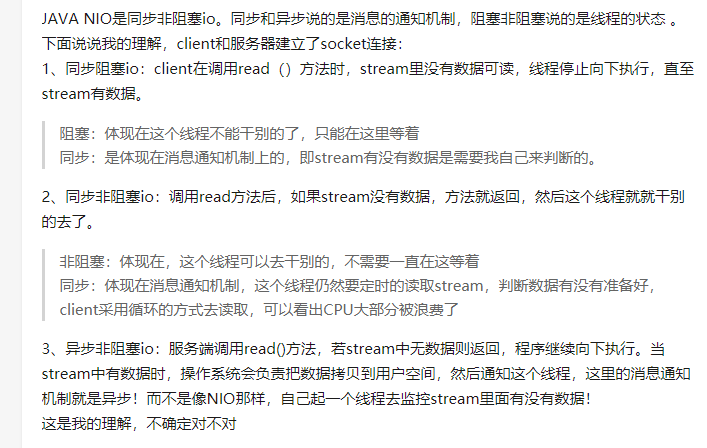 JAVA NIO是同步非阻塞io。同步和异步说的是消息的通知机制，阻塞非阻塞说的是线程的状态 。
下面说说我的理解，client和服务器建立了socket连接：
1、同步阻塞io：client在调用read（）方法时，stream里没有数据可读，线程停止向下执行，直至
stream有数据。
阻塞：体现在这个线程不能干别的了，只能在这里等着
同步：是体现在消息通知机制上的，即stream有没有数据是需要我自己来判断的。
2、同步非阻塞io：调用read方法后，如果stream没有数据，方法就返回，然后这个线程就就干别
的去了。
非阻塞：体现在，这个线程可以去干别的，不需要一直在这等着
同步：体现在消息通知机制，这个线程仍然要定时的读取stream，判断数据有没有准备好，
client采用循环的方式去读取，可以看出CPU大部分被浪费了
3、异步非阻塞io：服务端调用read()方法，若stream中无数据则返回，程序继续向下执行。当
stream中有数据时，操作系统会负责把数据拷贝到用户空间，然后通知这个线程，这里的消息通知
机制就是异步！而不是像NIO那样，自己起一个线程去监控stream里面有没有数据！
这是我的理解，不确定对不对